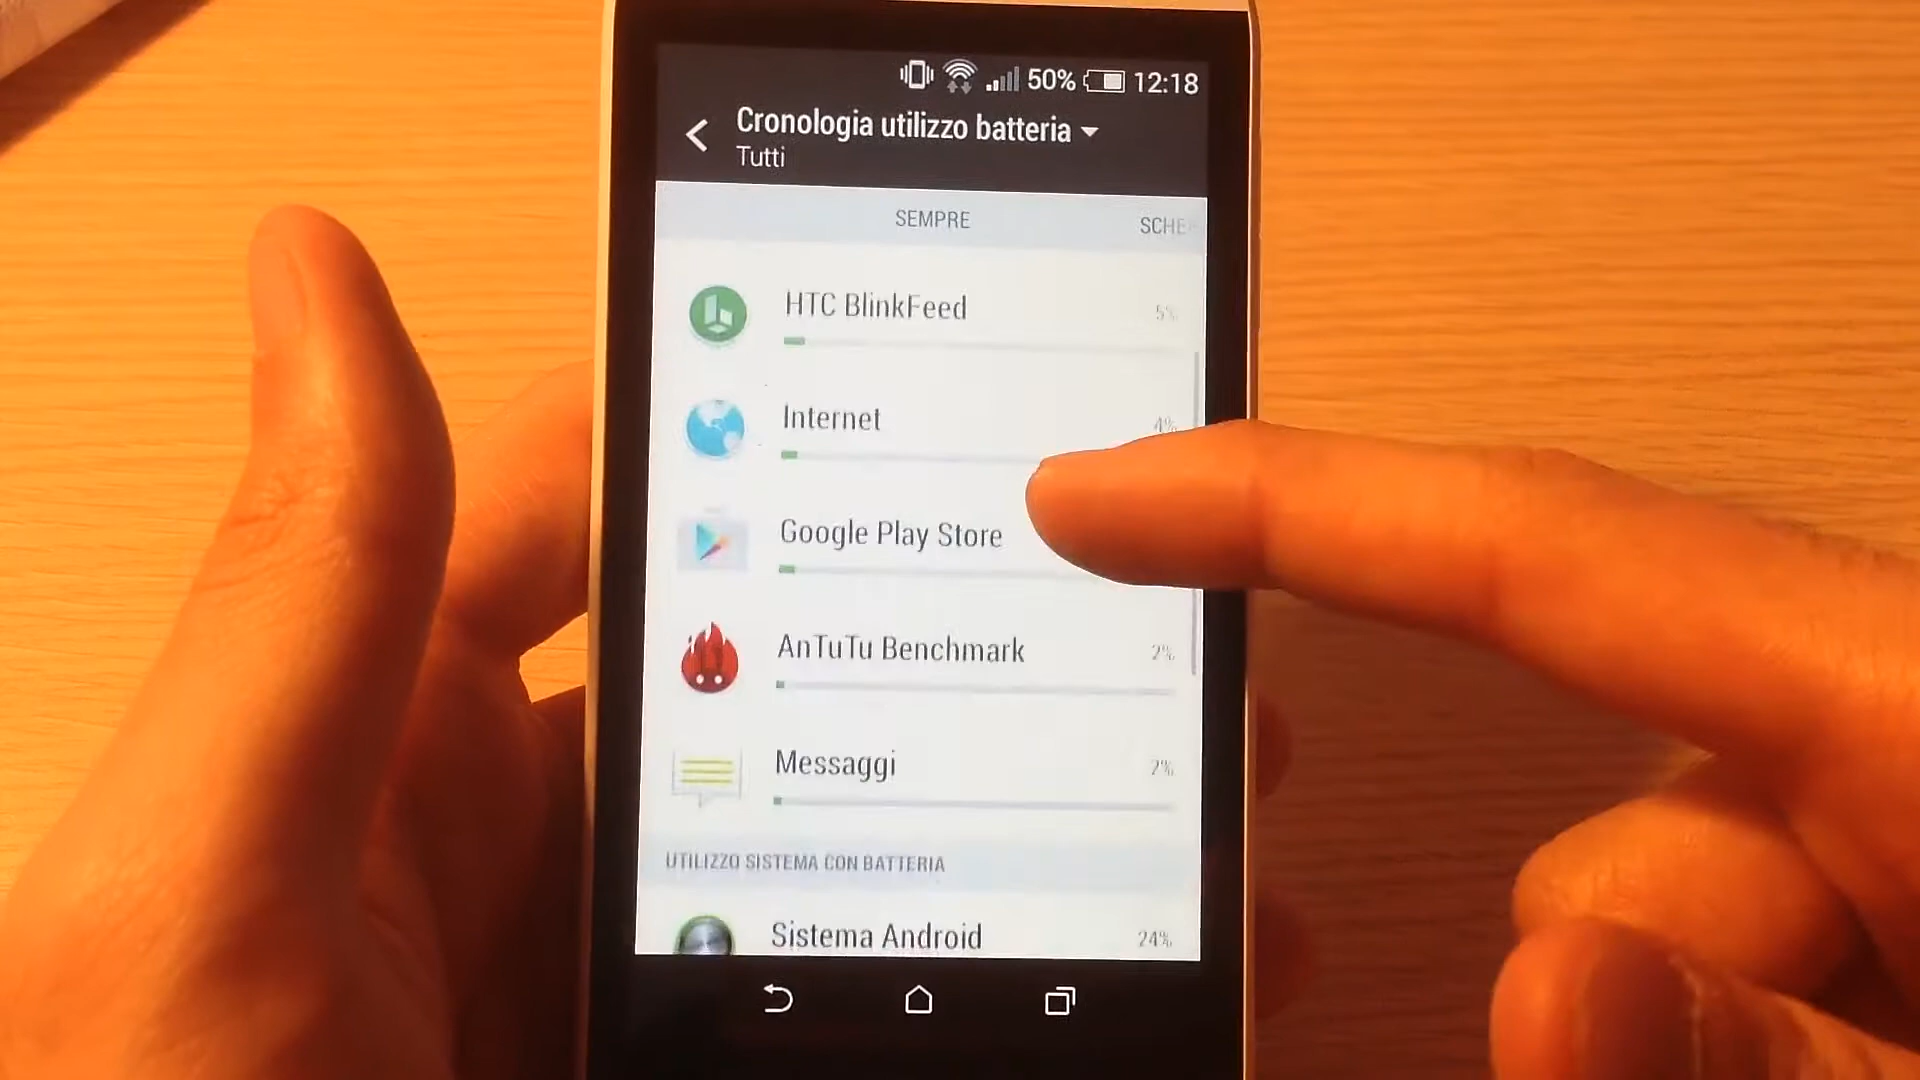 50% 12:18
Cronologia utilizzo batteria
Tutti
SEMPRE
HTC BlinkFeed 5%
Internet 4%
Google Play Store
AnTuTu Benchmark 2%
Messaggi 2%
UTILIZZO SISTEMA CON BATTERIA
Sistema Android 24%